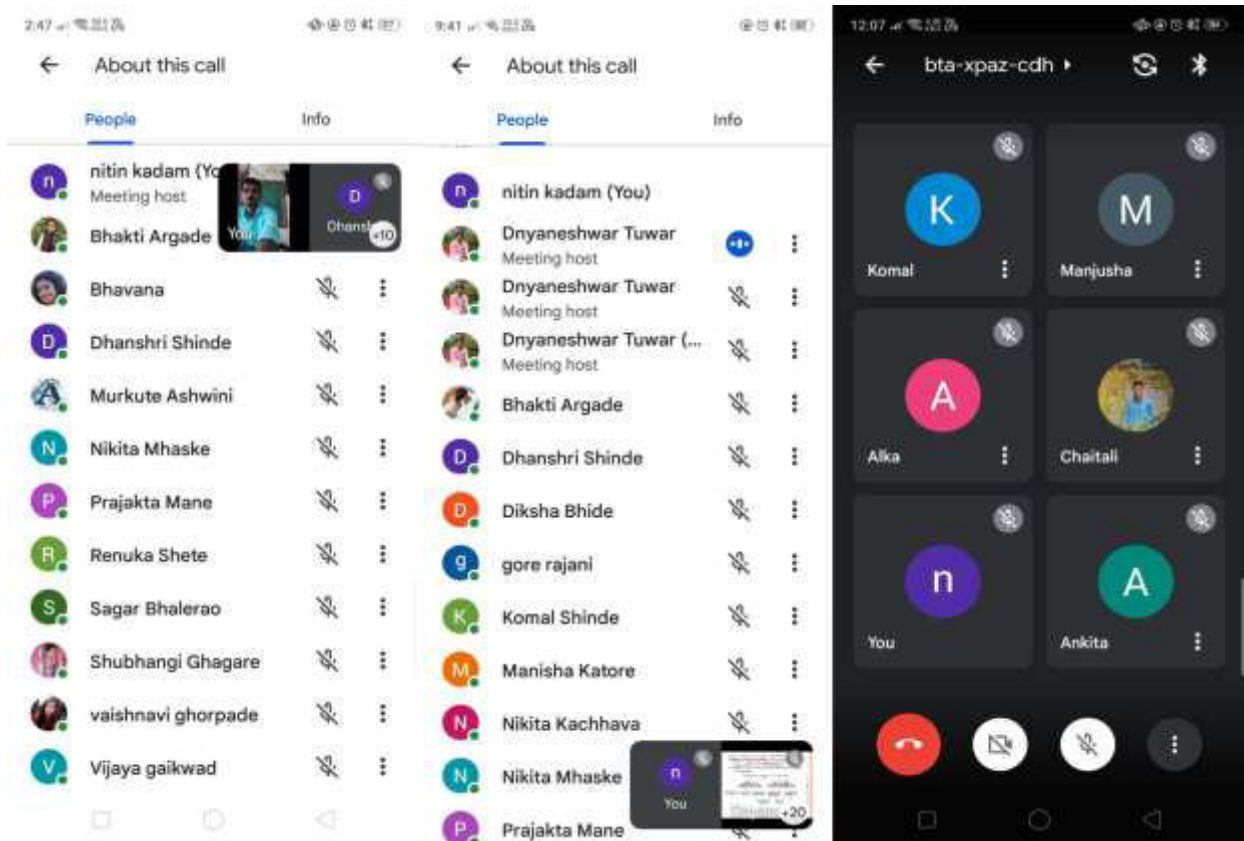 2:47
About this call
People Info
n nitin kadam (Yo
Meeting host
You D Dhansl +10
Bhakti Argade
Bhavana
D Dhanshri Shinde
A Murkute Ashwini
N Nikita Mhaske
P Prajakta Mane
R Renuka Shete
S Sagar Bhalerao
Shubhangi Ghagare
vaishnavi ghorpade
V Vijaya gaikwad
9:41
About this call
People Info
n nitin kadam (You)
Dnyaneshwar Tuwar
Meeting host
Dnyaneshwar Tuwar
Meeting host
Dnyaneshwar Tuwar (...
Meeting host
Bhakti Argade
D Dhanshri Shinde
D Diksha Bhide
g gore rajani
K Komal Shinde
M Manisha Katore
N Nikita Kachhava
N Nikita Mhaske
n You +20
P Prajakta Mane
12:07
bta-xpaz-cdh
K M
Komal Manjusha
A
Alka Chaitali
n A
You Ankita